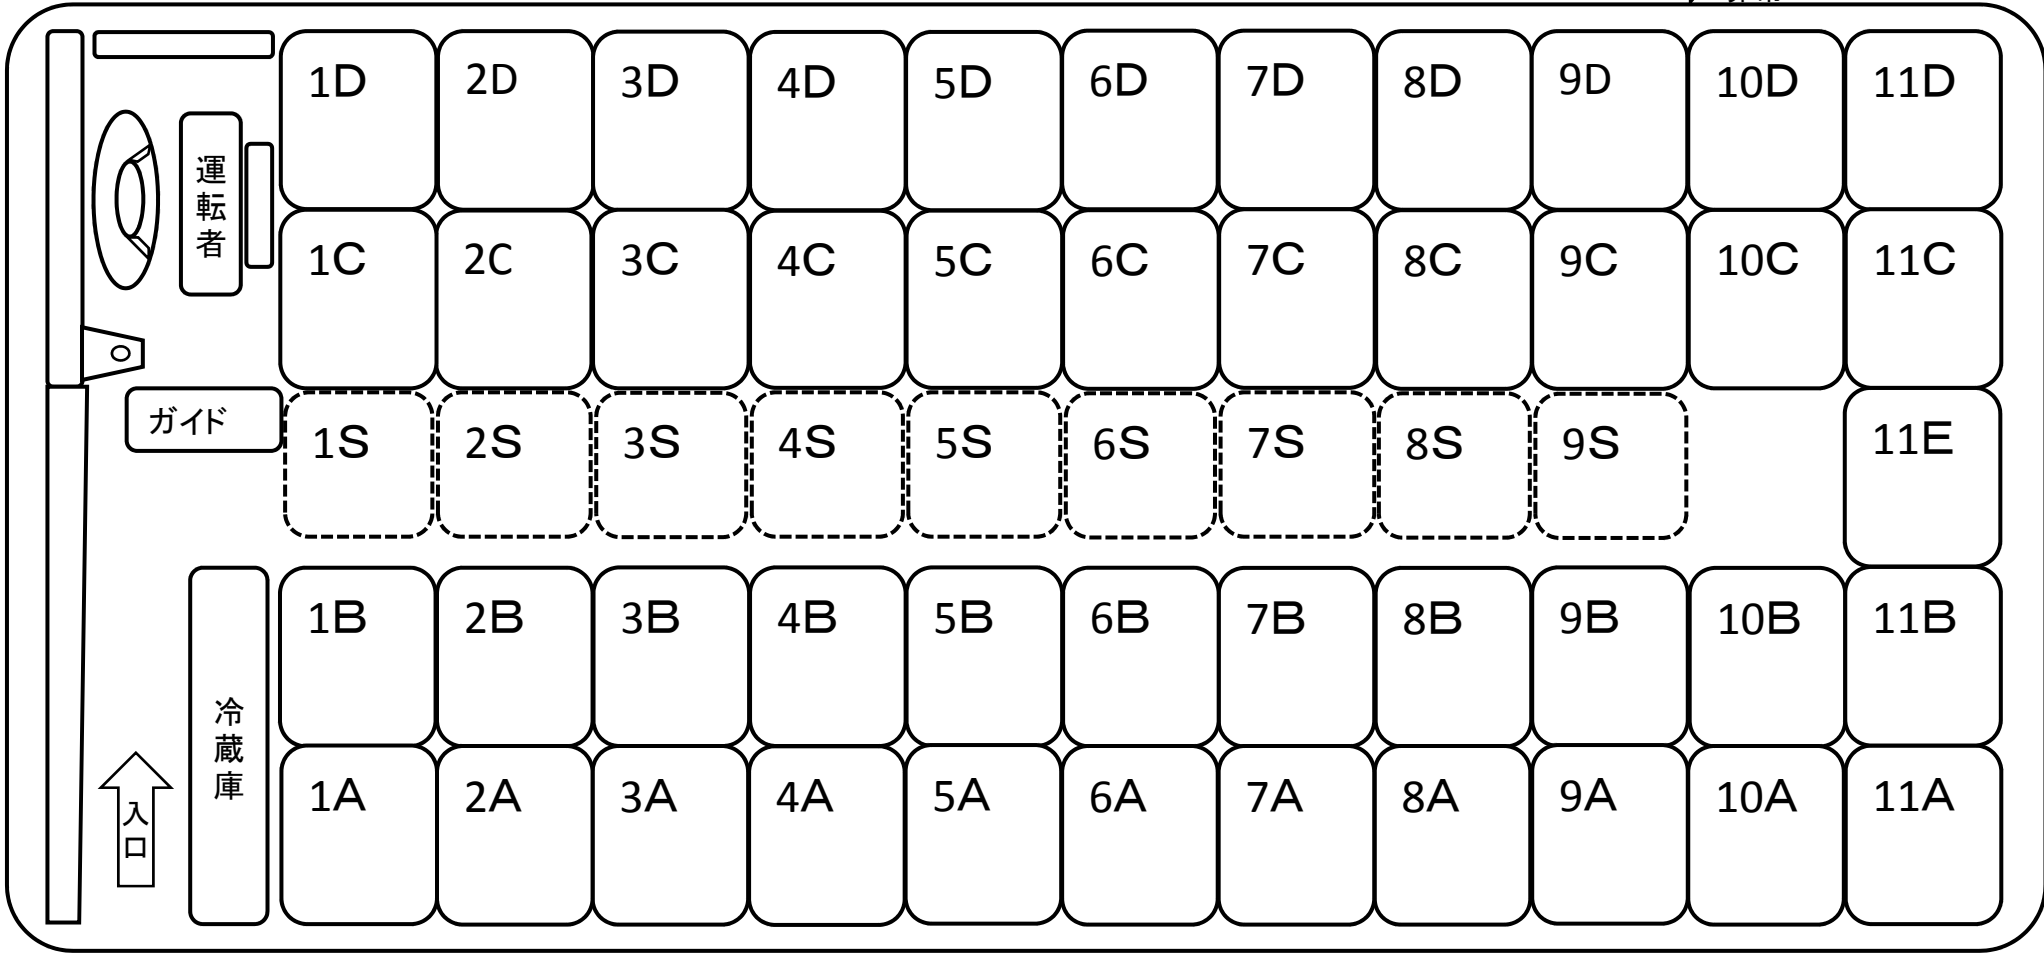 1D 2D 3D 4D 5D 6D 7D 8D 9D 10D 11D
運転者
1C 2C 3C 4C 5C 6C 7C 8C 9C 10C 11C
ガイド
1S 2S 3S 4S 5S 6S 7S 8S 9S
11E
1B 2B 3B 4B 5B 6B 7B 8B 9B 10B 11B
冷蔵庫
入口
1A 2A 3A 4A 5A 6A 7A 8A 9A 10A 11A